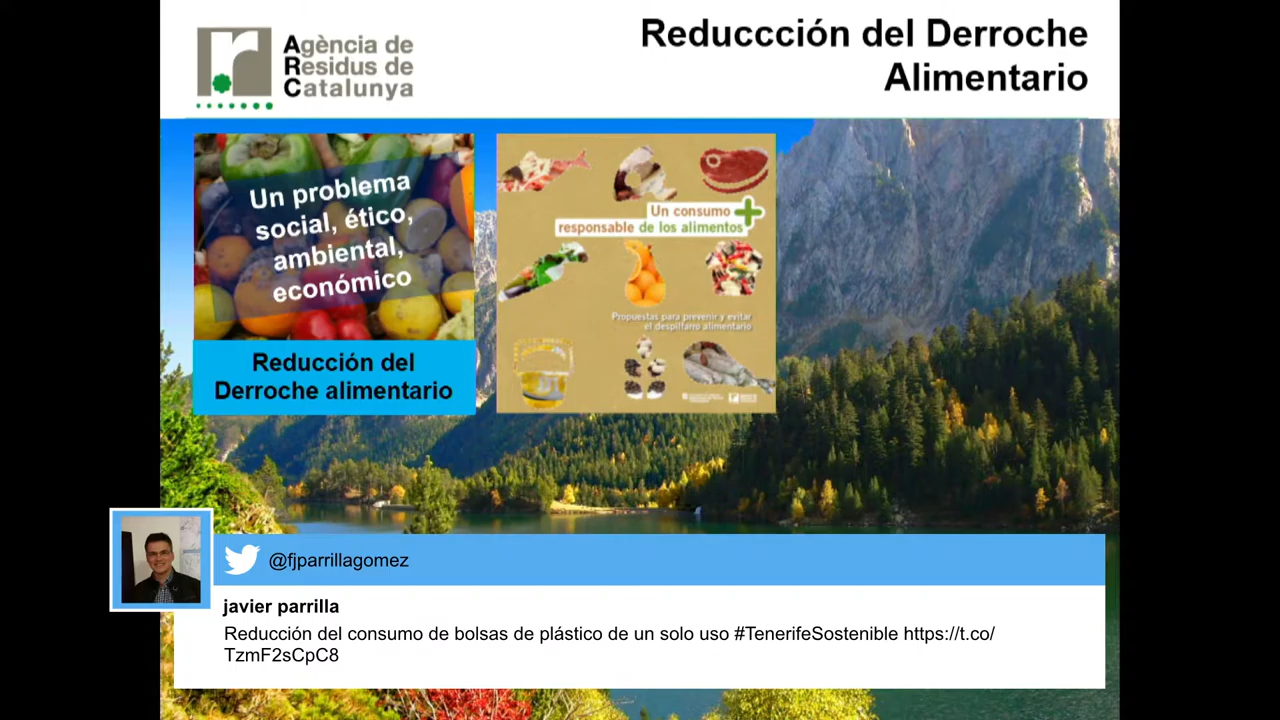 Agència de
Residus de
Catalunya
Reduccción del Derroche
Alimentario
Un problema
social, ético,
ambiental,
económico
Reducción del
Derroche alimentario
Un consumo
responsable de los alimentos
Propuestas para prevenir y evitar
el despilfarro alimentario
@fjparrillagomez
javier parrilla
Reducción del consumo de bolsas de plástico de un solo uso #TenerifeSostenible https://t.co/
TzmF2sCpC8